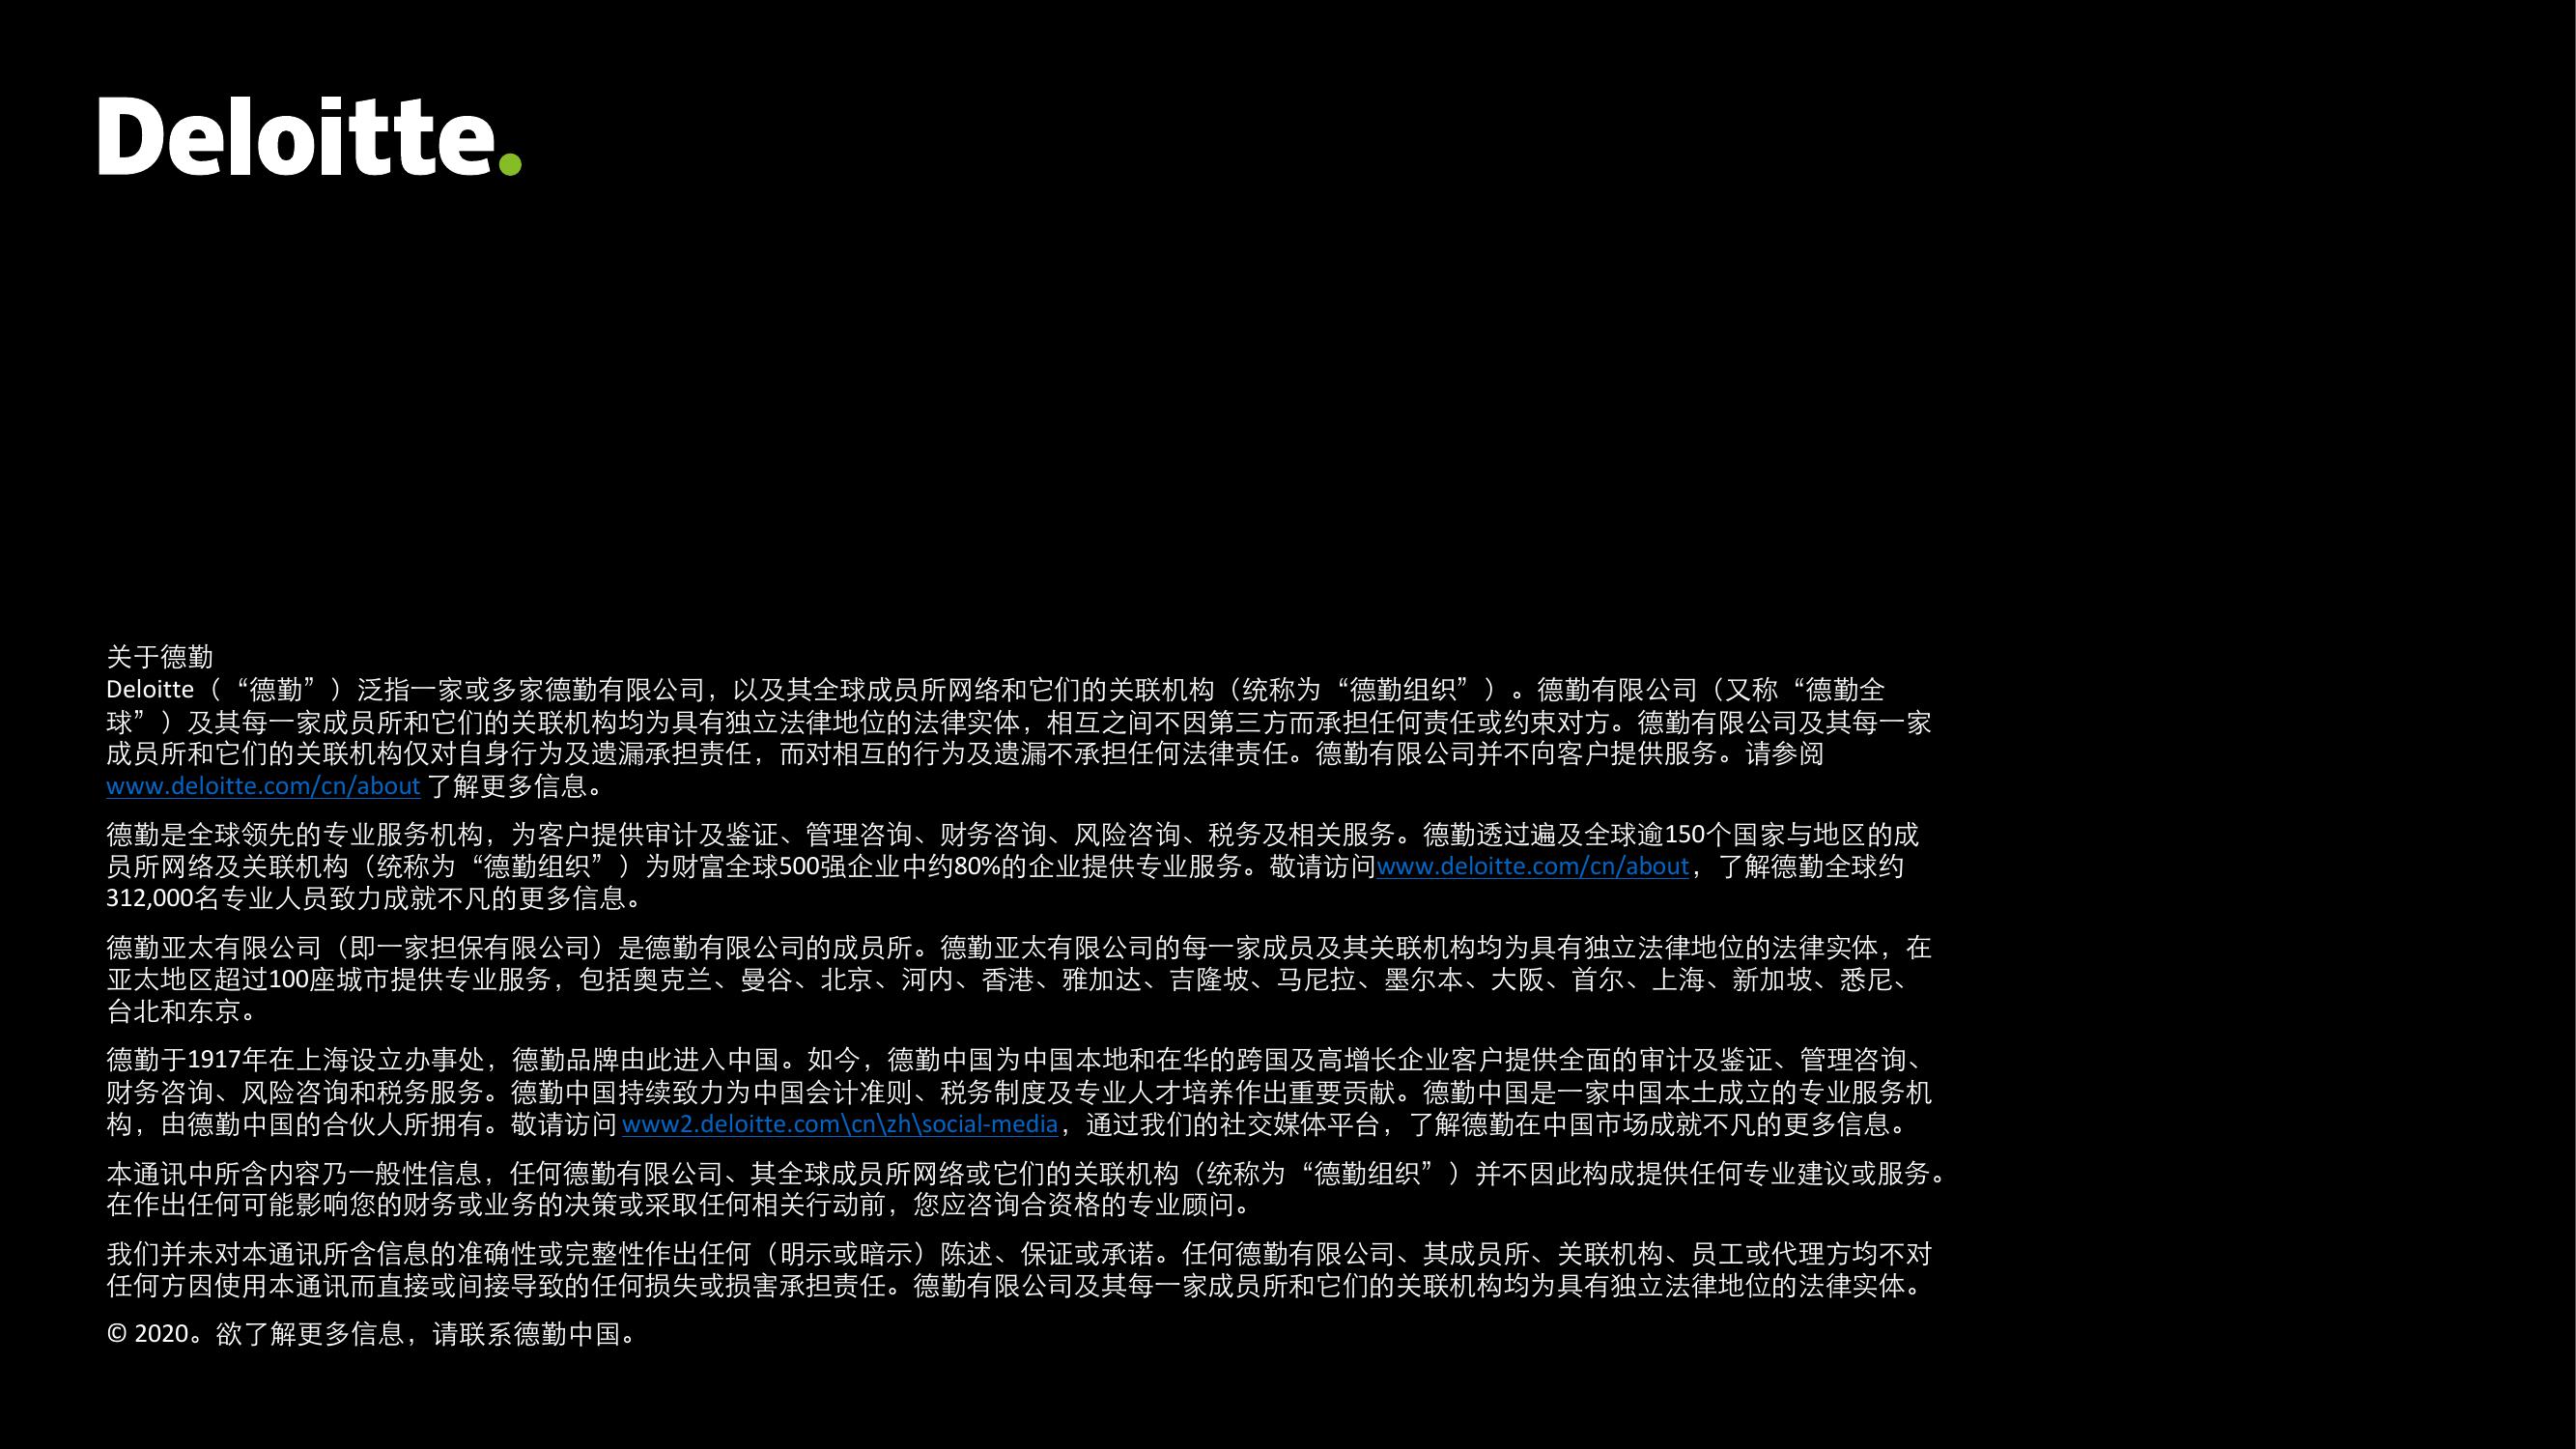 Deloitte.
关于德勤
Deloitte（“德勤”）泛指一家或多家德勤有限公司，以及其全球成员所网络和它们的关联机构（统称为“德勤组织”）。德勤有限公司（又称“德勤全
球”）及其每一家成员所和它们的关联机构均为具有独立法律地位的法律实体，相互之间不因第三方而承担任何责任或约束对方。德勤有限公司及其每一家
成员所和它们的关联机构仅对自身行为及遗漏承担责任，而对相互的行为及遗漏不承担任何法律责任。德勤有限公司并不向客户提供服务。请参阅
www.deloitte.com/cn/about 了解更多信息。
德勤是全球领先的专业服务机构，为客户提供审计及鉴证、管理咨询、财务咨询、风险咨询、税务及相关服务。德勤透过遍及全球逾150个国家与地区的成
员所网络及关联机构（统称为“德勤组织”）为财富全球500强企业中约80%的企业提供专业服务。敬请访问www.deloitte.com/cn/about，了解德勤全球约
312,000名专业人员致力成就不凡的更多信息。
德勤亚太有限公司（即一家担保有限公司）是德勤有限公司的成员所。德勤亚太有限公司的每一家成员及其关联机构均为具有独立法律地位的法律实体，在
亚太地区超过100座城市提供专业服务，包括奥克兰、曼谷、北京、河内、香港、雅加达、吉隆坡、马尼拉、墨尔本、大阪、首尔、上海、新加坡、悉尼、
台北和东京。
德勤于1917年在上海设立办事处，德勤品牌由此进入中国。如今，德勤中国为中国本地和在华的跨国及高增长企业客户提供全面的审计及鉴证、管理咨询、
财务咨询、风险咨询和税务服务。德勤中国持续致力为中国会计准则、税务制度及专业人才培养作出重要贡献。德勤中国是一家中国本土成立的专业服务机
构，由德勤中国的合伙人所拥有。敬请访问 www2.deloitte.com\cn\zh\social-media，通过我们的社交媒体平台，了解德勤在中国市场成就不凡的更多信息。
本通讯中所含内容乃一般性信息，任何德勤有限公司、其全球成员所网络或它们的关联机构（统称为“德勤组织”）并不因此构成提供任何专业建议或服务。
在作出任何可能影响您的财务或业务的决策或采取任何相关行动前，您应咨询合资格的专业顾问。
我们并未对本通讯所含信息的准确性或完整性作出任何（明示或暗示）陈述、保证或承诺。任何德勤有限公司、其成员所、关联机构、员工或代理方均不对
任何方因使用本通讯而直接或间接导致的任何损失或损害承担责任。德勤有限公司及其每一家成员所和它们的关联机构均为具有独立法律地位的法律实体。
© 2020。欲了解更多信息，请联系德勤中国。